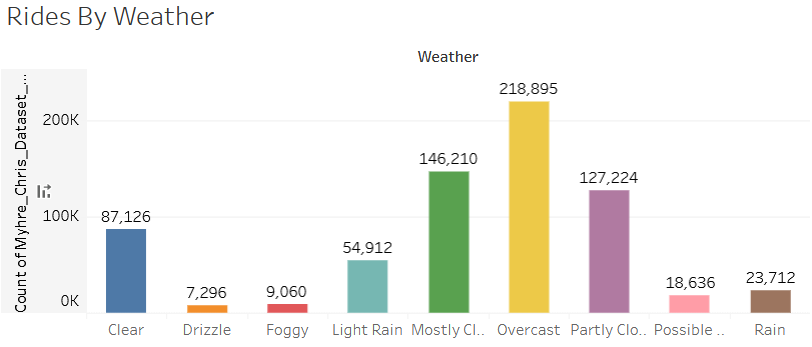 Rides By Weather
Weather
Count of Myhre_Chris_Dataset_...
200K
100K
0K
87,126
7,296
9,060
54,912
146,210
218,895
127,224
18,636
23,712
Clear
Drizzle
Foggy
Light Rain
Mostly Cl..
Overcast
Partly Clo..
Possible ..
Rain